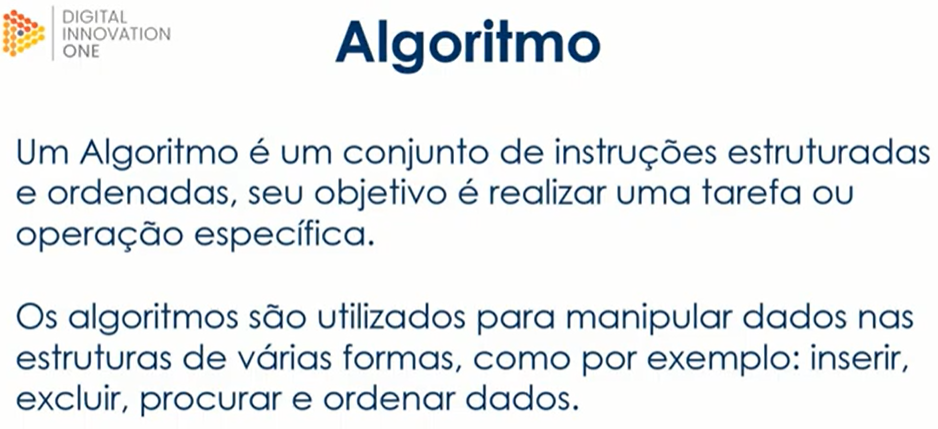 DIGITAL
INNOVATION
ONE
Algoritmo
Um Algoritmo é um conjunto de instruções estruturadas
e ordenadas, seu objetivo é realizar uma tarefa ou
operação específica.
Os algoritmos são utilizados para manipular dados nas
estruturas de várias formas, como por exemplo: inserir,
excluir, procurar e ordenar dados.